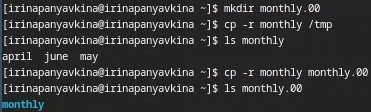 [irinapanyavkina@irinapanyavkina ~]$ mkdir monthly.00
[irinapanyavkina@irinapanyavkina ~]$ cp -r monthly /tmp
[irinapanyavkina@irinapanyavkina ~]$ ls monthly
april  june  may
[irinapanyavkina@irinapanyavkina ~]$ cp -r monthly monthly.00
[irinapanyavkina@irinapanyavkina ~]$ ls monthly.00
monthly